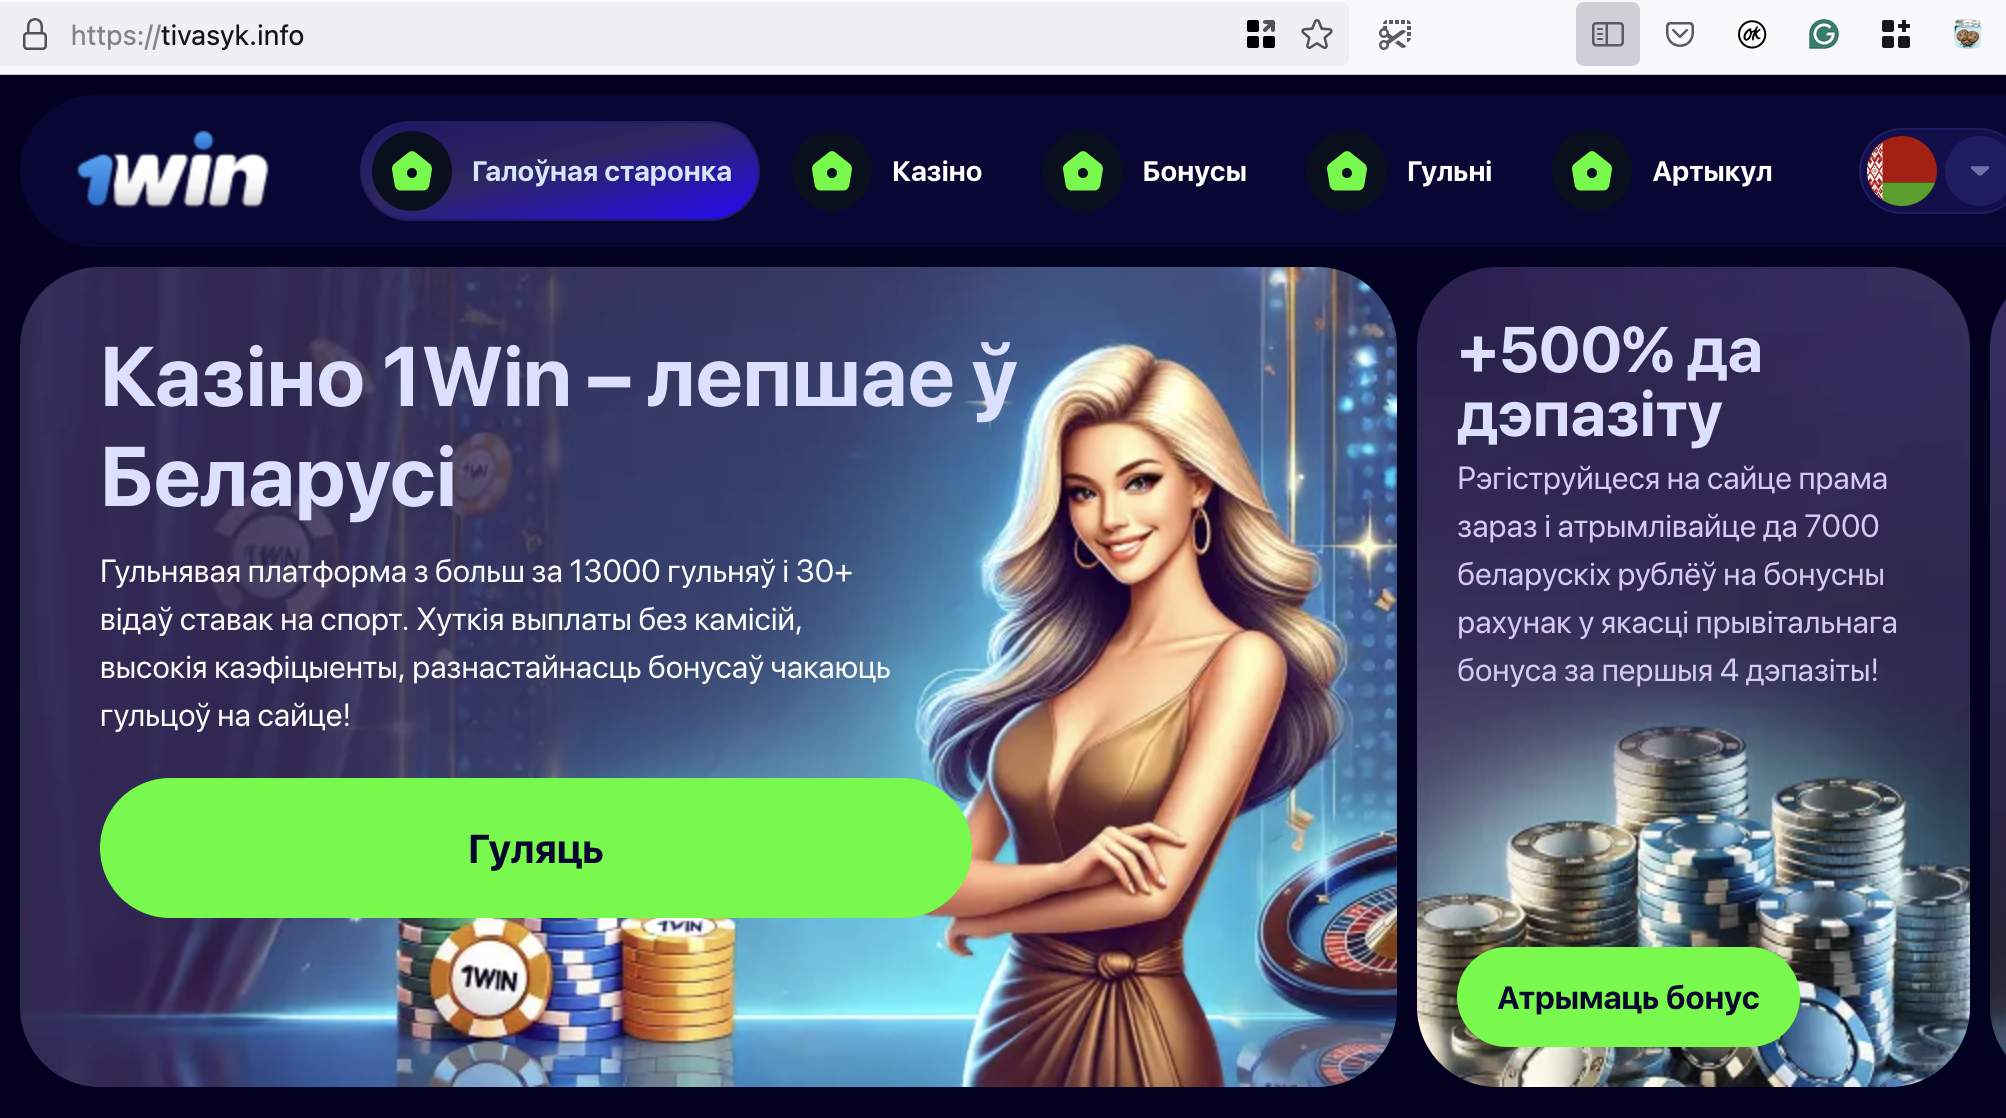 https://tivasyk.info
1win
Галоўная старонка
Казіно
Бонусы
Гульні
Артыкул
Казіно 1Win – лепшае ў
Беларусі
Гульнявая платформа з больш за 13000 гульняў і 30+
відаў ставак на спорт. Хуткія выплаты без камісій,
высокія каэфіцыенты, разнастайнасць бонусаў чакаюць
гульцоў на сайце!
Гуляць
1WIN
1WIN
1WIN
1W
+500% да
дэпазіту
Рэгіструйцеся на сайце прама
зараз і атрымлівайце да 7000
беларускіх рублёў на бонусны
рахунак у якасці прывітальнага
бонуса за першыя 4 дэпазіты!
Атрымаць бонус